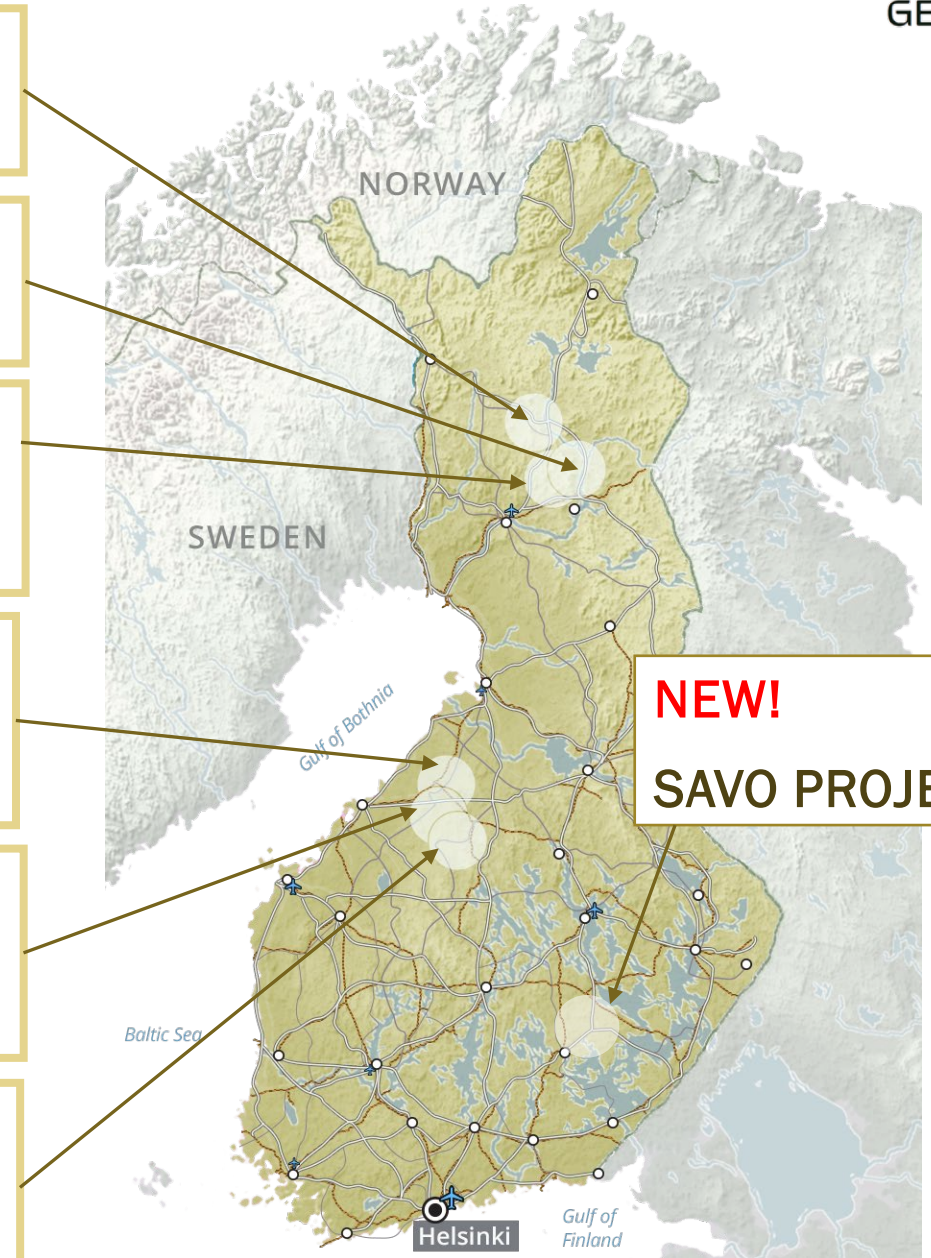 GE
NORWAY
SWEDEN
Gulf of Bothnia
NEW!
SAVO PROJE
Baltic Sea
Helsinki
Gulf of
Finland